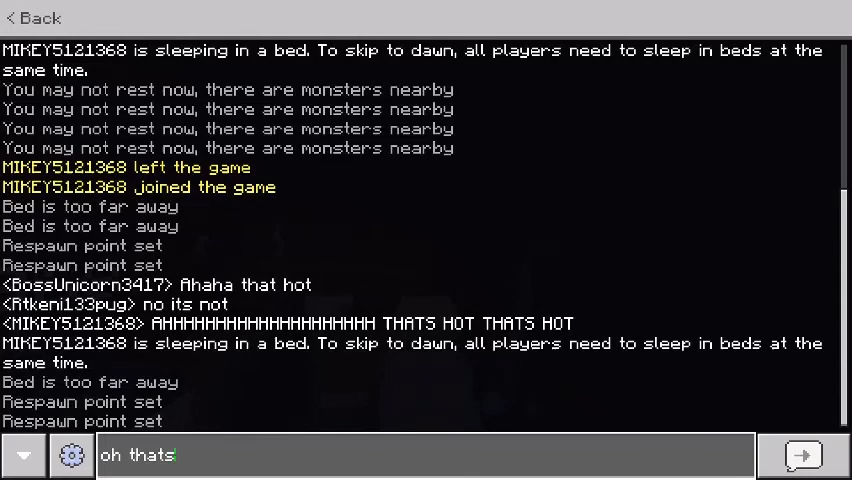 < Back
MIKEY5121368 is sleeping in a bed. To skip to dawn, all players need to sleep in beds at the
same time.
You may not rest now, there are monsters nearby
You may not rest now, there are monsters nearby
You may not rest now, there are monsters nearby
You may not rest now, there are monsters nearby
MIKEY5121368 left the game
MIKEY5121368 joined the game
Bed is too far away
Bed is too far away
Respawn point set
Respawn point set
<BossUnicorn3417> Ahaha that hot
<Rtkeni133pug> no its not
<MIKEY5121368> AHHHHHHHHHHHHHHHHHHHH THATS HOT THATS HOT
MIKEY5121368 is sleeping in a bed. To skip to dawn, all players need to sleep in beds at the
same time.
Bed is too far away
Respawn point set
Respawn point set
oh thats